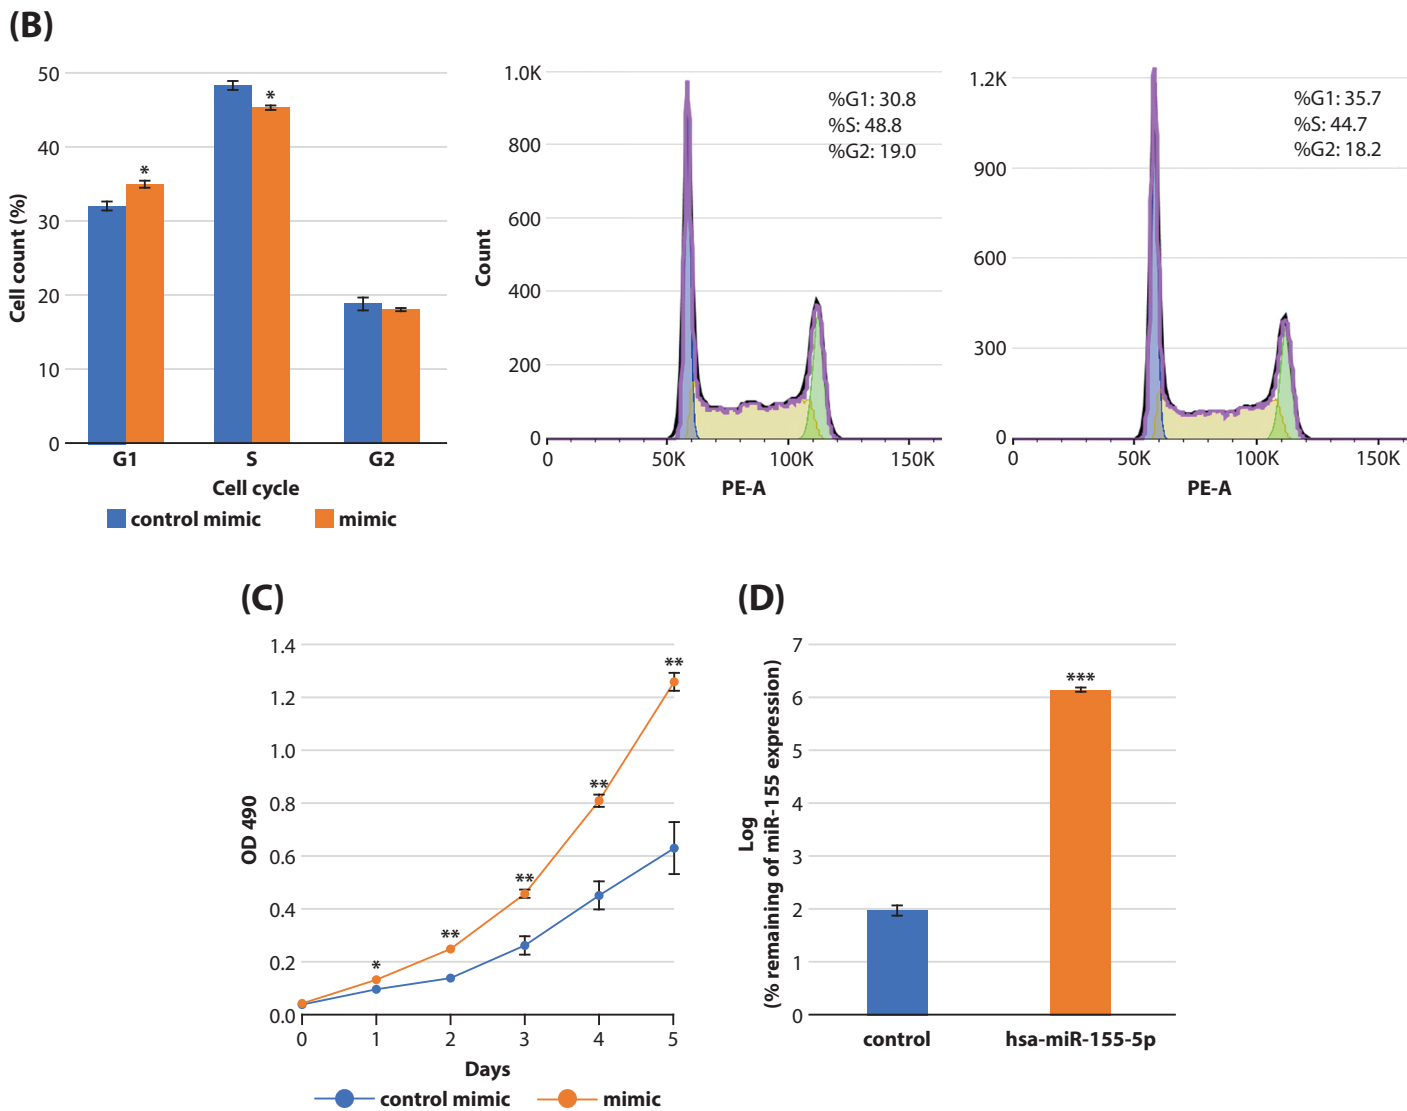 (B)
50
40
30
20
10
0
Cell count (%)
*
*
G1
S
G2
Cell cycle
control mimic
mimic
1.0K
800
600
400
200
0
Count
%G1: 30.8
%S: 48.8
%G2: 19.0
0
50K
100K
150K
PE-A
1.2K
900
600
300
0
%G1: 35.7
%S: 44.7
%G2: 18.2
0
50K
100K
150K
PE-A
(C)
1.4
1.2
1.0
0.8
0.6
0.4
0.2
0.0
OD 490
*
**
**
**
**
0
1
2
3
4
5
Days
control mimic
mimic
(D)
7
6
5
4
3
2
1
0
Log
(% remaining of miR-155 expression)
***
control
hsa-miR-155-5p